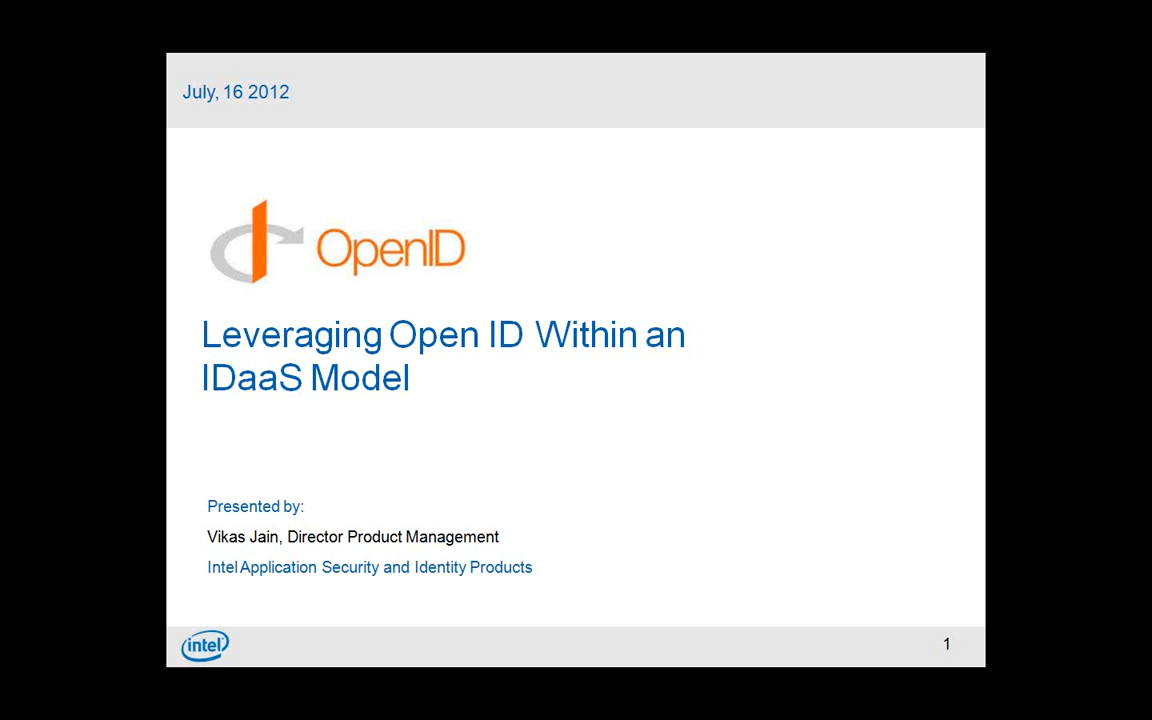 July, 16 2012
OpenID
Leveraging Open ID Within an
IDaaS Model
Presented by:
Vikas Jain, Director Product Management
Intel Application Security and Identity Products
intel
1